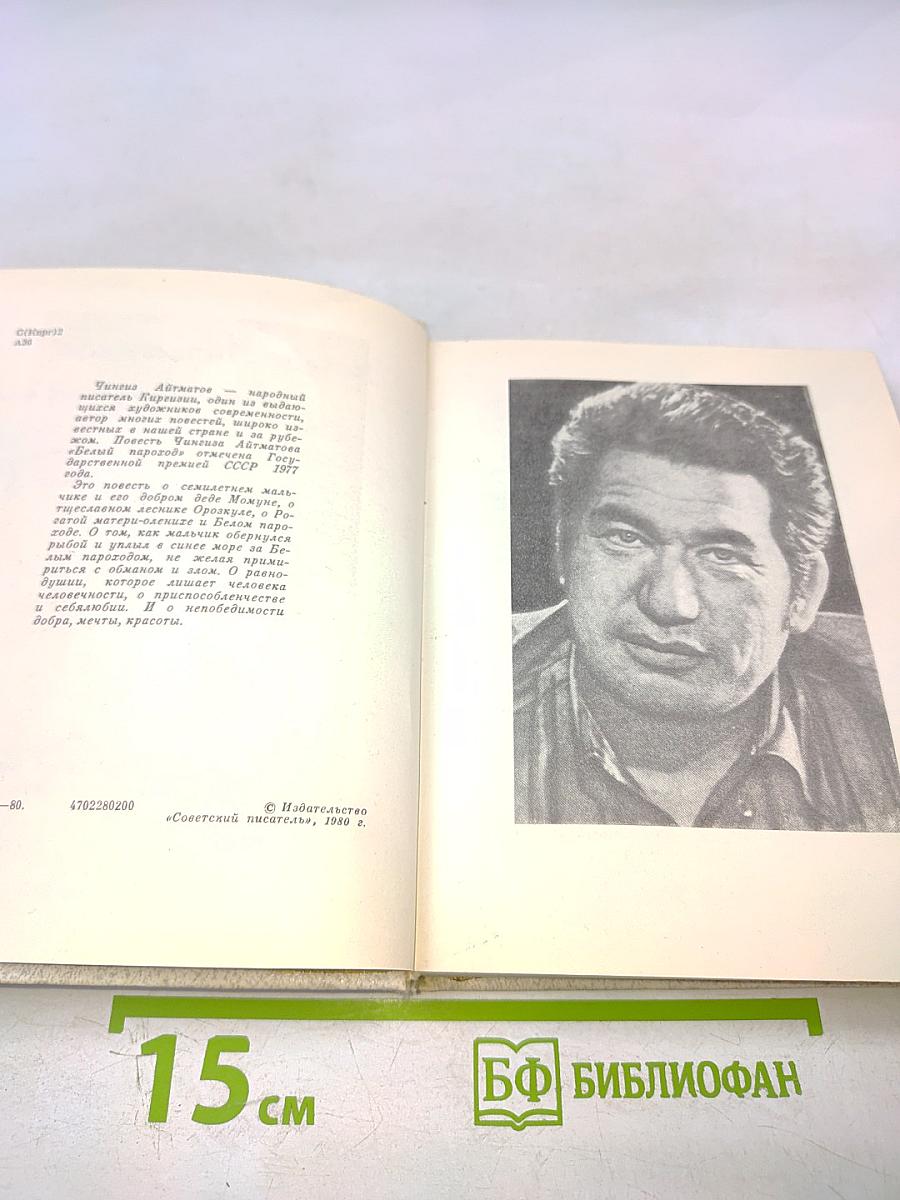 С(Кирг)2
А36
Чингиз Айтматов — народный
писатель Киргизии, один из выдаю-
щихся художников современности,
автор многих повестей, широко из-
вестных в нашей стране и за рубе-
жом. Повесть Чингиза Айтматова
«Белый пароход» отмечена Госу-
дарственной премией СССР 1977
года.
Это повесть о семилетнем маль-
чике и его добром деде Момуне, о
тщеславном леснике Орозкуле, о Ро-
гатой матери-оленихе и Белом паро-
ходе. О том, как мальчик обернулся
рыбой и уплыл в синее море за Бе-
лым пароходом, не желая прими-
риться с обманом и злом. О равно-
душии, которое лишает человека
человечности, о приспособленчестве
и себялюбии. И о непобедимости
добра, мечты, красоты.
—80. 4702280200
© Издательство
«Советский писатель», 1980 г.
15 см
БФ БИБЛИОФАН